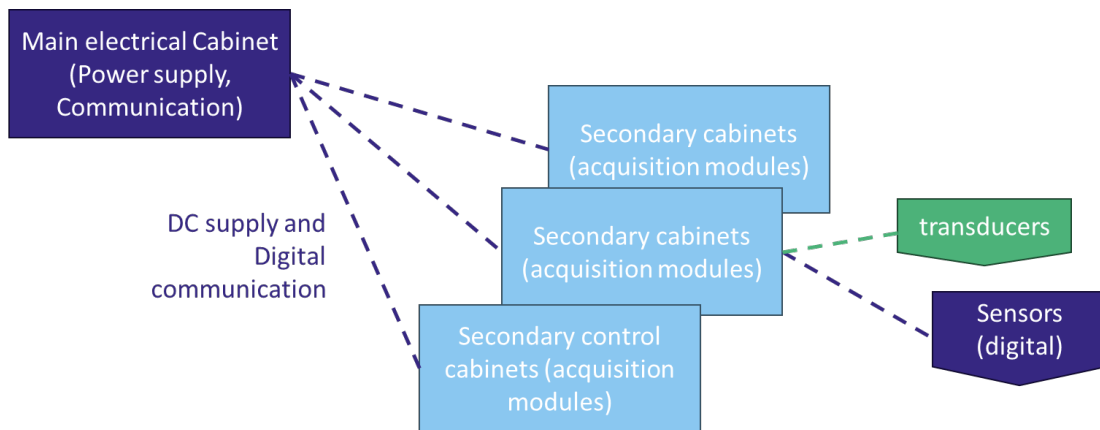 Main electrical Cabinet
(Power supply,
Communication)
Secondary cabinets
(acquisition modules)
DC supply and
Digital
communication
Secondary cabinets
(acquisition modules)
transducers
Sensors
(digital)
Secondary control
cabinets (acquisition
modules)